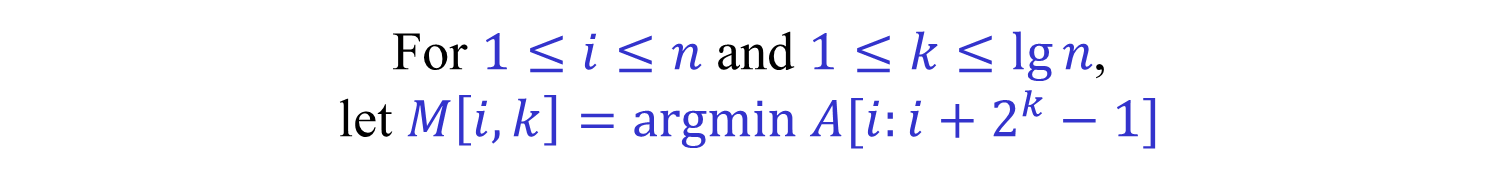 For 1 ≤ i ≤ n and 1 ≤ k ≤ lg n,
let M[i, k] = argmin A[i: i + 2^k − 1]